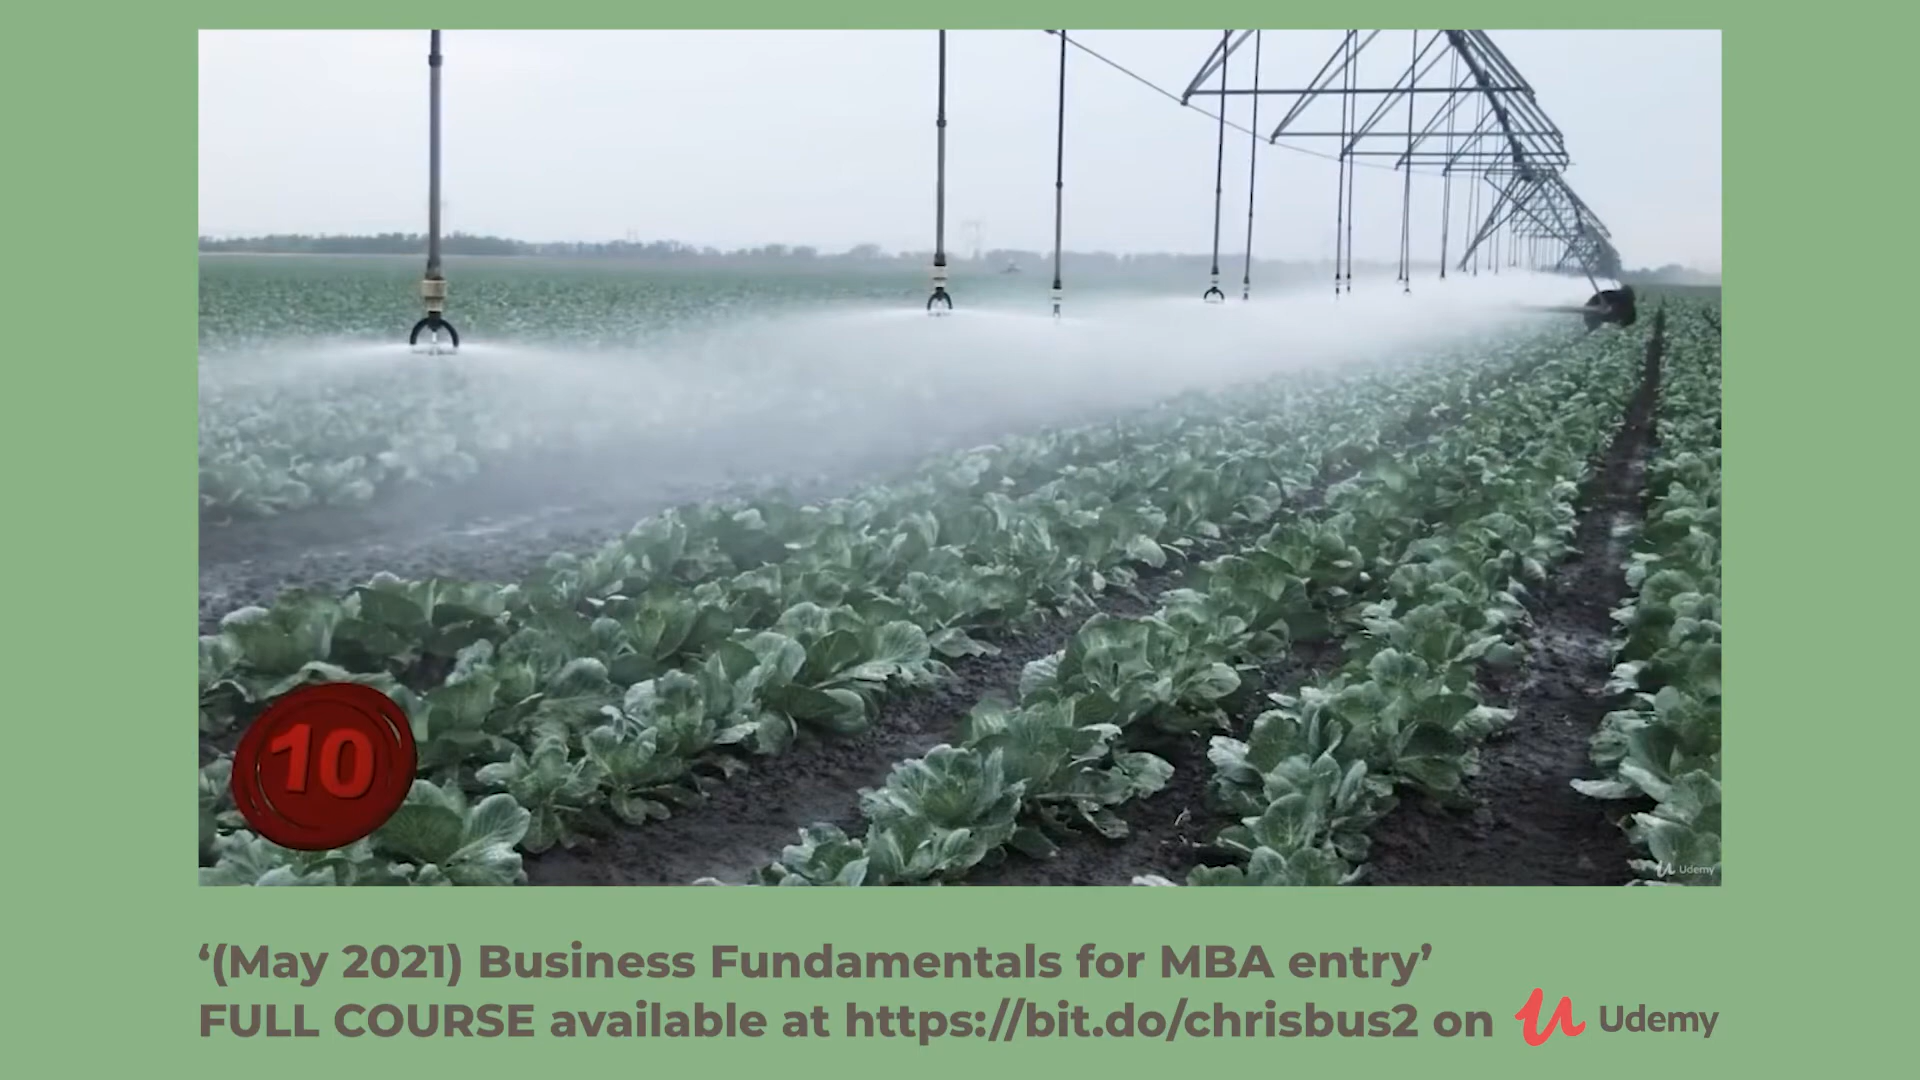 10
Udemy
‘(May 2021) Business Fundamentals for MBA entry’
FULL COURSE available at https://bit.do/chrisbus2 on Udemy